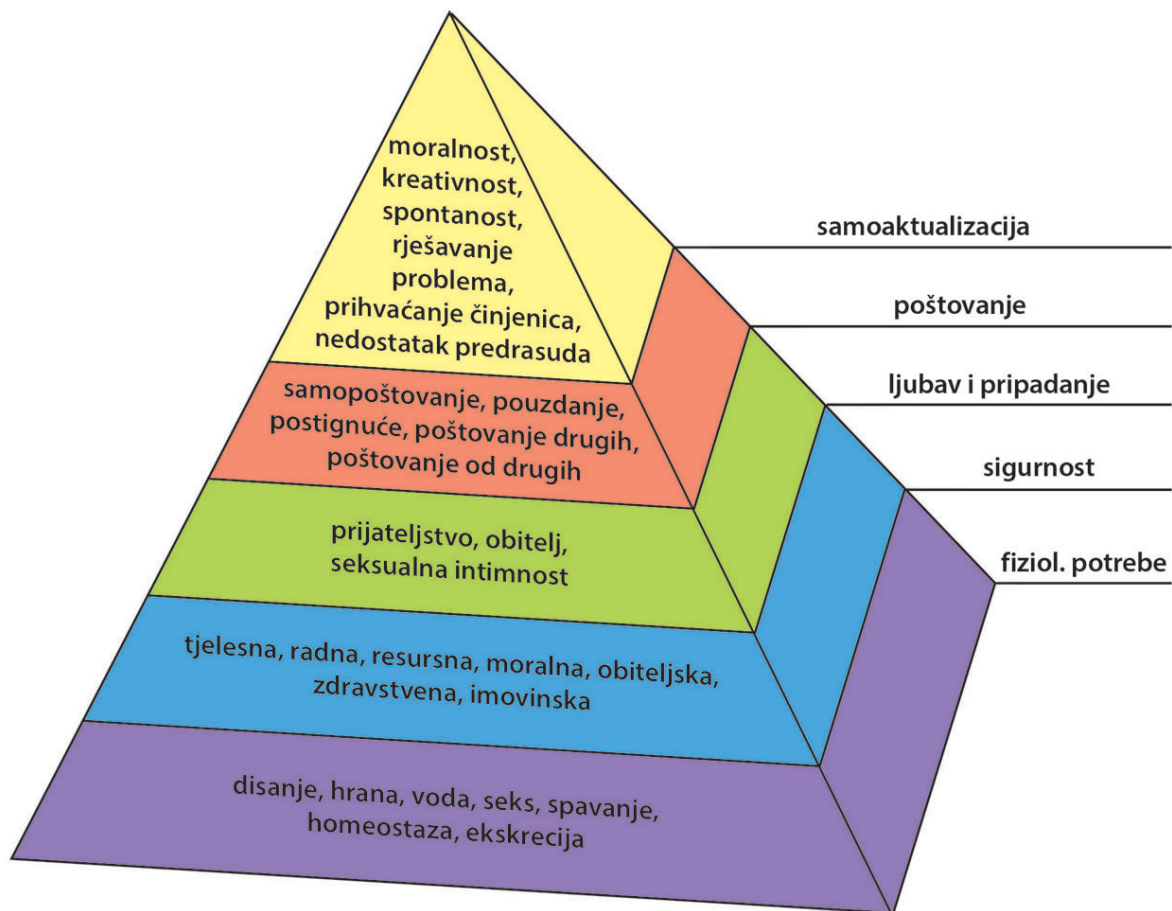 moralnost,
kreativnost,
spontanost,
rješavanje
problema,
prihvaćanje činjenica,
nedostatak predrasuda
samoaktualizacija
samopoštovanje, pouzdanje,
postignuće, poštovanje drugih,
poštovanje od drugih
poštovanje
prijateljstvo, obitelj,
seksualna intimnost
ljubav i pripadanje
tjelesna, radna, resursna, moralna, obiteljska,
zdravstvena, imovinska
sigurnost
disanje, hrana, voda, seks, spavanje,
homeostaza, ekskrecija
fiziol. potrebe